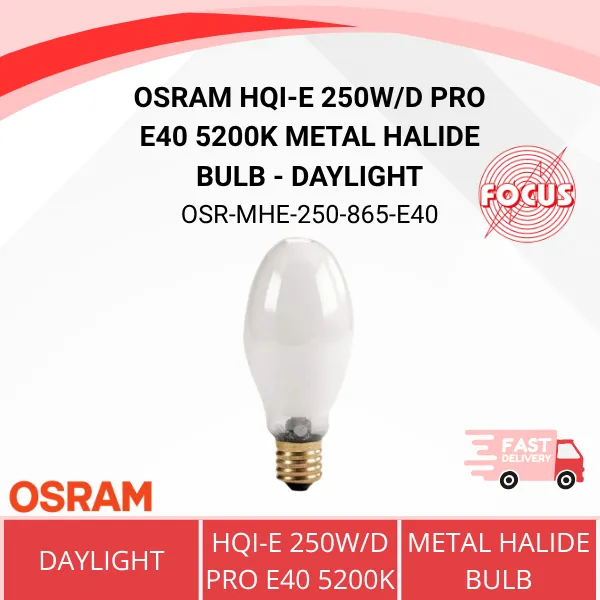 OSRAM HQI-E 250W/D PRO
E40 5200K METAL HALIDE
BULB - DAYLIGHT
OSR-MHE-250-865-E40
FOCUS
FAST
DELIVERY
OSRAM
DAYLIGHT
HQI-E 250W/D
PRO E40 5200K
METAL HALIDE
BULB